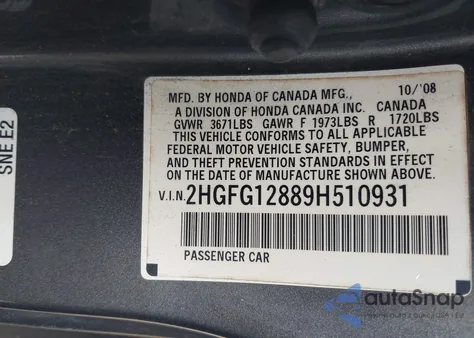 MFD. BY HONDA OF CANADA MFG., 10/'08
A DIVISION OF HONDA CANADA INC. CANADA
GVWR 3671LBS GAWR F 1973LBS R 1720LBS
THIS VEHICLE CONFORMS TO ALL APPLICABLE
FEDERAL MOTOR VEHICLE SAFETY, BUMPER,
AND THEFT PREVENTION STANDARDS IN EFFECT
ON THE DATE OF MANUFACTURE SHOWN ABOVE.
V.I.N. 2HGFG12889H510931
PASSENGER CAR
SNE E2
autoSnap